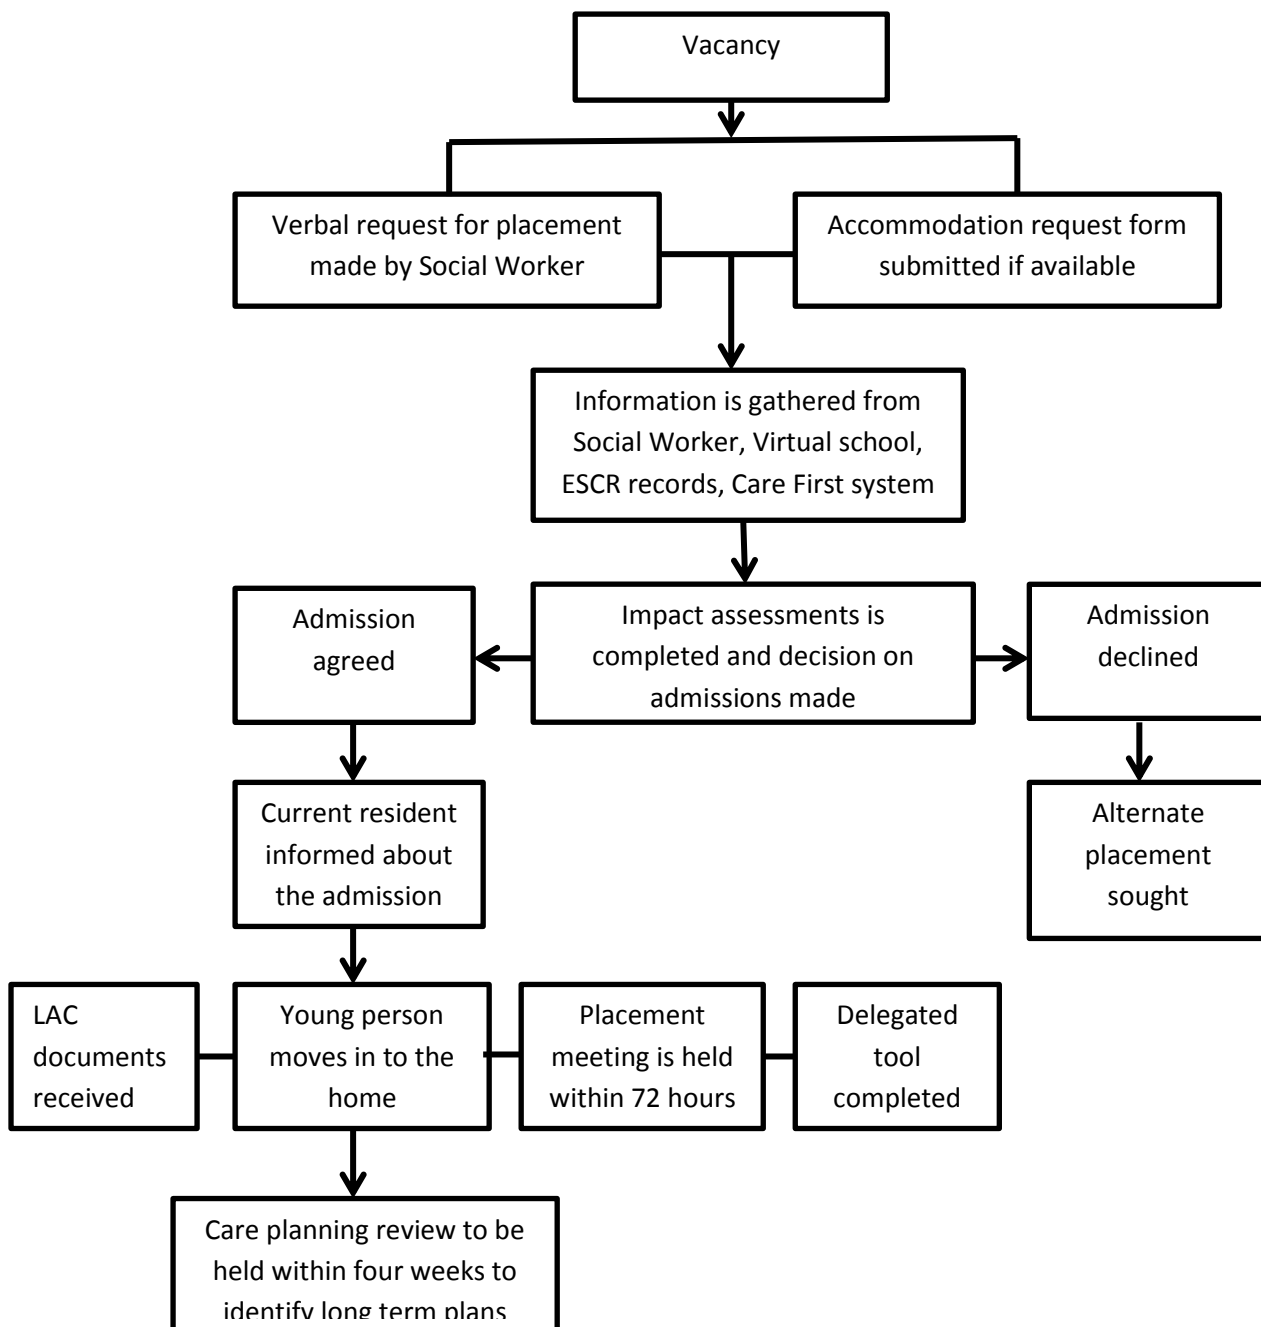 Vacancy
Verbal request for placement
made by Social Worker
Accommodation request form
submitted if available
Information is gathered from
Social Worker, Virtual school,
ESCR records, Care First system
Impact assessments is
completed and decision on
admissions made
Admission
agreed
Admission
declined
Current resident
informed about
the admission
Alternate
placement
sought
LAC
documents
received
Young person
moves in to the
home
Placement
meeting is held
within 72 hours
Delegated
tool
completed
Care planning review to be
held within four weeks to
identify long term plans